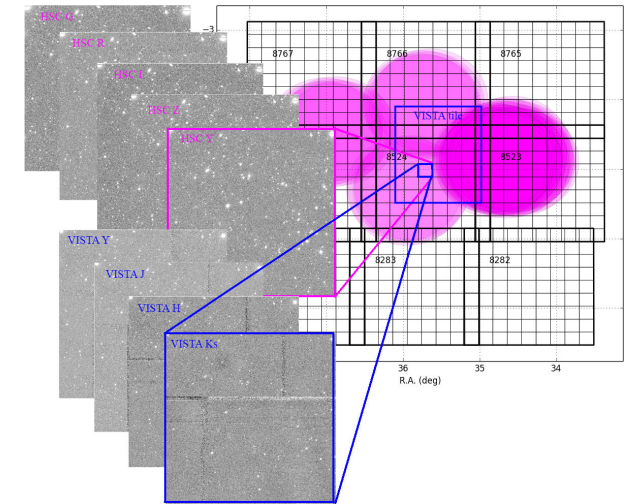 HSC G
HSC R
HSC I
HSC Z
HSC Y
VISTA Y
VISTA J
VISTA H
VISTA Ks
−3
8767
8766
8765
VISTA tile
8524
8523
8283
8282
36
35
34
R.A. (deg)